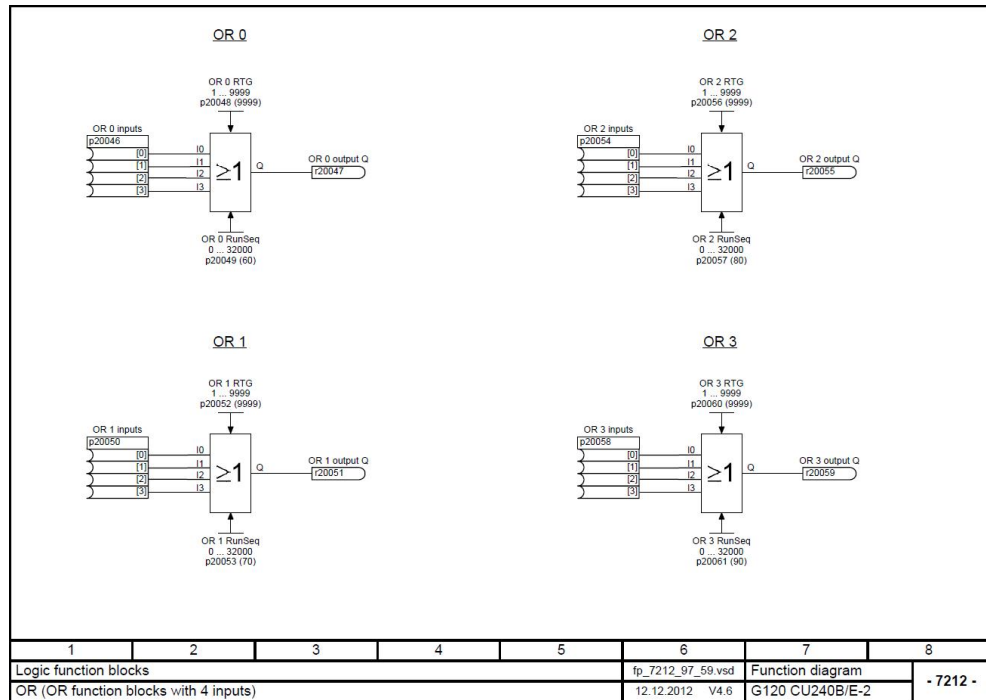 OR 0
OR 0 RTG
1 ... 9999
p20048 (9999)
OR 0 inputs
p20046
[0]
[1]
[2]
[3]
I0
I1
I2
I3
≥1
Q
OR 0 output Q
r20047
OR 0 RunSeq
0 ... 32000
p20049 (60)
OR 2
OR 2 RTG
1 ... 9999
p20056 (9999)
OR 2 inputs
p20054
[0]
[1]
[2]
[3]
I0
I1
I2
I3
≥1
Q
OR 2 output Q
r20055
OR 2 RunSeq
0 ... 32000
p20057 (80)
OR 1
OR 1 RTG
1 ... 9999
p20052 (9999)
OR 1 inputs
p20050
[0]
[1]
[2]
[3]
I0
I1
I2
I3
≥1
Q
OR 1 output Q
r20051
OR 1 RunSeq
0 ... 32000
p20053 (70)
OR 3
OR 3 RTG
1 ... 9999
p20060 (9999)
OR 3 inputs
p20058
[0]
[1]
[2]
[3]
I0
I1
I2
I3
≥1
Q
OR 3 output Q
r20059
OR 3 RunSeq
0 ... 32000
p20061 (90)
1 2 3 4 5 6 7 8
Logic function blocks fp_7212_97_59.vsd Function diagram
- 7212 -
OR (OR function blocks with 4 inputs) 12.12.2012 V4.6 G120 CU240B/E-2